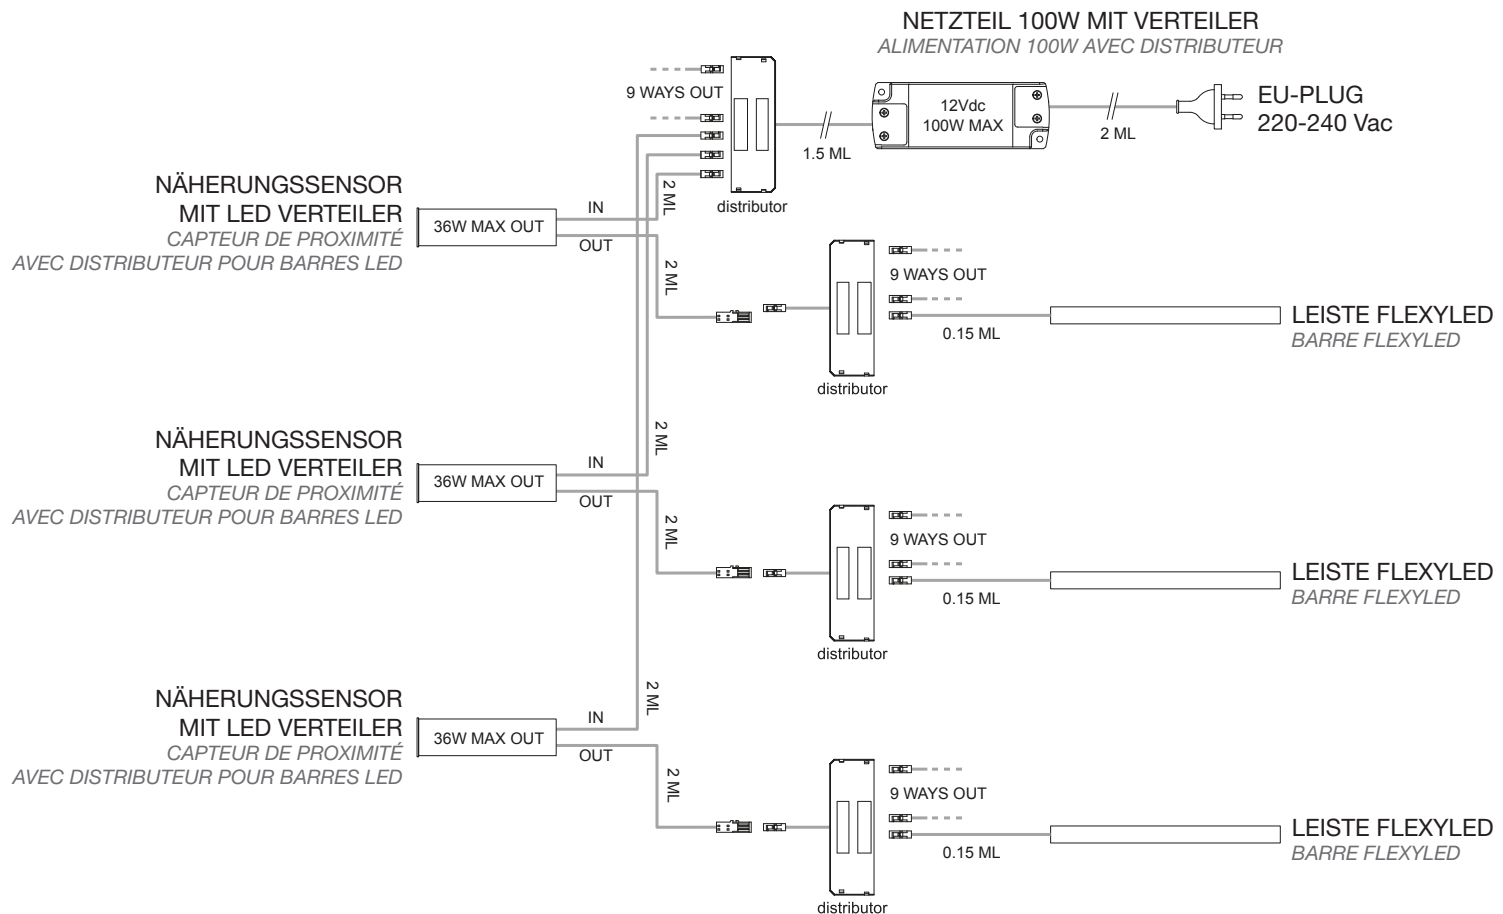 NETZTEIL 100W MIT VERTEILER
ALIMENTATION 100W AVEC DISTRIBUTEUR
9 WAYS OUT
12Vdc
100W MAX
EU-PLUG
220-240 Vac
1.5 ML
2 ML
distributor
NÄHERUNGSSENSOR
MIT LED VERTEILER
CAPTEUR DE PROXIMITÉ
AVEC DISTRIBUTEUR POUR BARRES LED
36W MAX OUT
IN
OUT
2 ML
2 ML
9 WAYS OUT
0.15 ML
distributor
LEISTE FLEXYLED
BARRE FLEXYLED
NÄHERUNGSSENSOR
MIT LED VERTEILER
CAPTEUR DE PROXIMITÉ
AVEC DISTRIBUTEUR POUR BARRES LED
36W MAX OUT
IN
OUT
2 ML
2 ML
9 WAYS OUT
0.15 ML
distributor
LEISTE FLEXYLED
BARRE FLEXYLED
NÄHERUNGSSENSOR
MIT LED VERTEILER
CAPTEUR DE PROXIMITÉ
AVEC DISTRIBUTEUR POUR BARRES LED
36W MAX OUT
IN
OUT
2 ML
2 ML
9 WAYS OUT
0.15 ML
distributor
LEISTE FLEXYLED
BARRE FLEXYLED